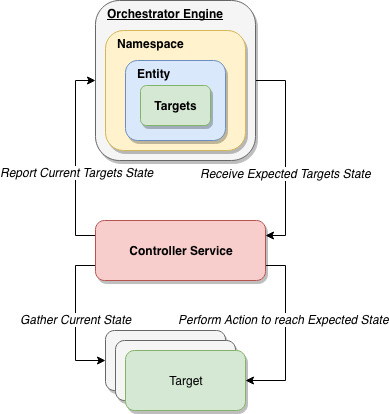 Orchestrator Engine
Namespace
Entity
Targets
Report Current Targets State
Receive Expected Targets State
Controller Service
Gather Current State
Perform Action to reach Expected State
Target